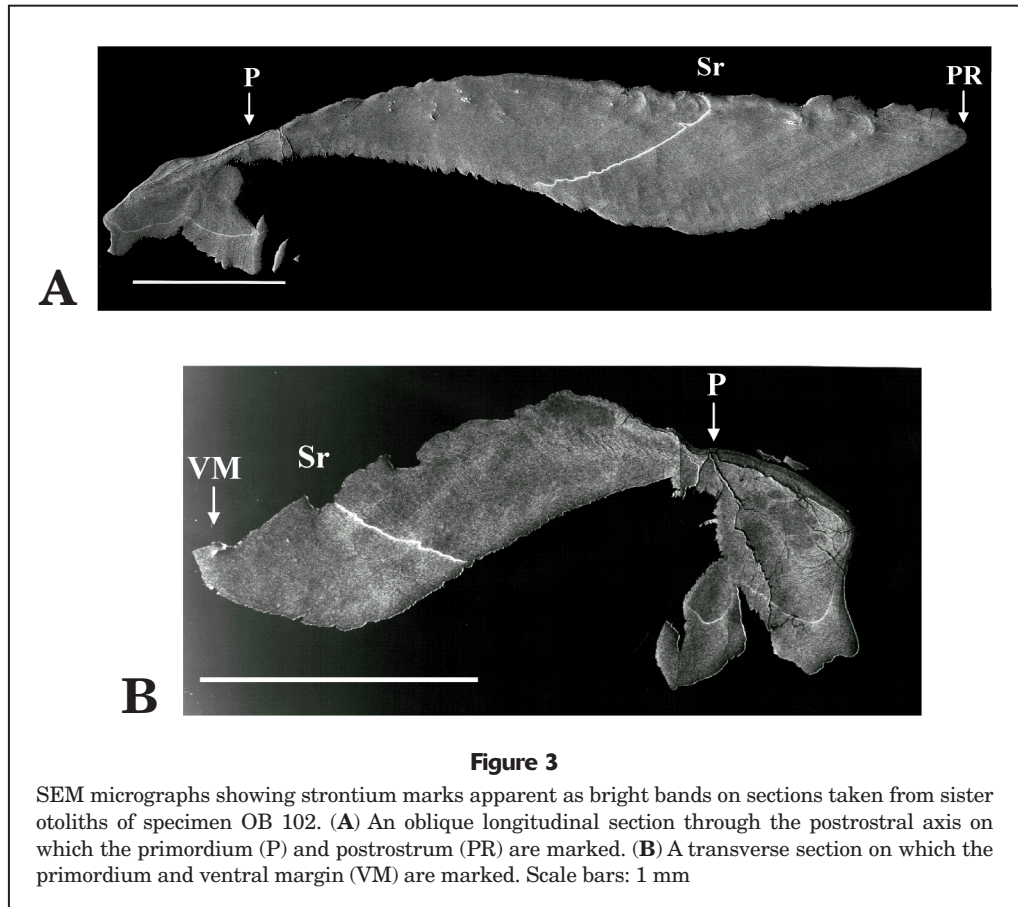 P
Sr
PR
A
P
Sr
VM
B
Figure 3
SEM micrographs showing strontium marks apparent as bright bands on sections taken from sister
otoliths of specimen OB 102. (A) An oblique longitudinal section through the postrostral axis on
which the primordium (P) and postrostrum (PR) are marked. (B) A transverse section on which the
primordium and ventral margin (VM) are marked. Scale bars: 1 mm